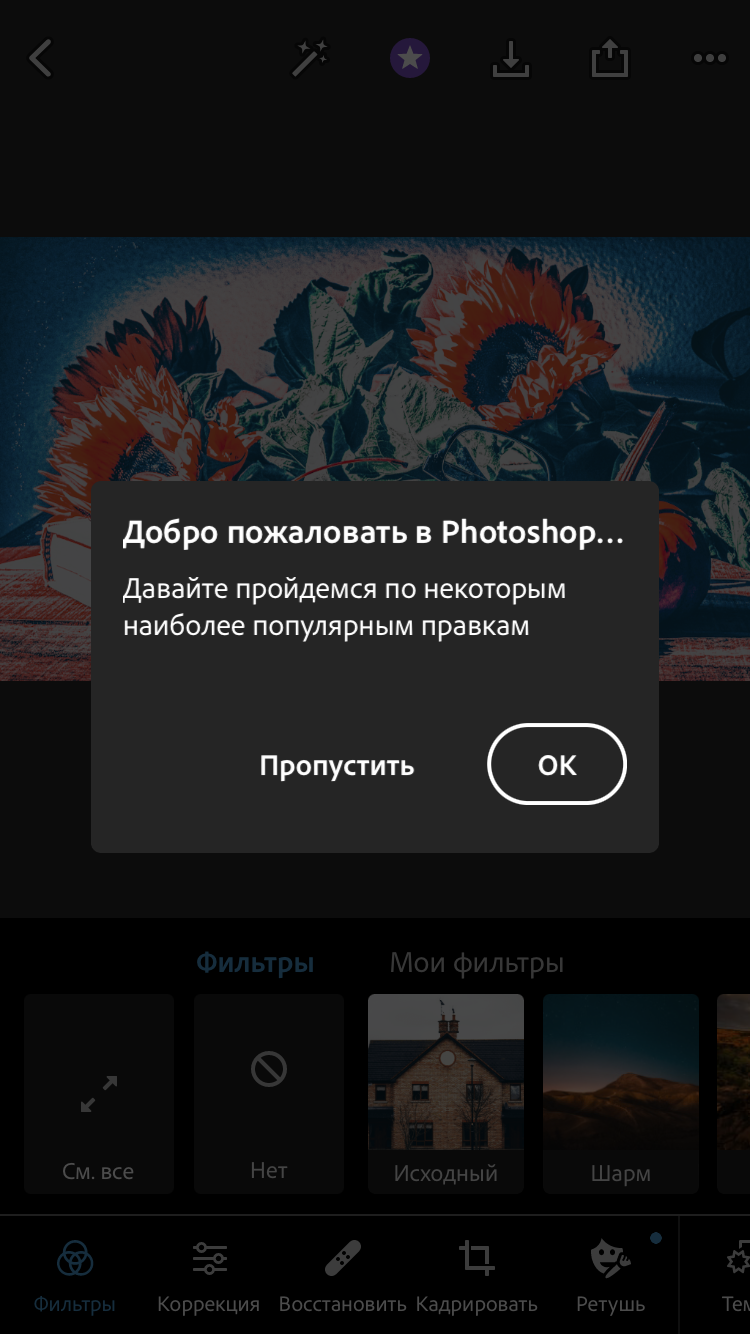 Добро пожаловать в Photoshop...
Давайте пройдемся по некоторым
наиболее популярным правкам
Пропустить
ОК
Фильтры
Мои фильтры
См. все
Нет
Исходный
Шарм
Фильтры
Коррекция
Восстановить
Кадрировать
Ретушь